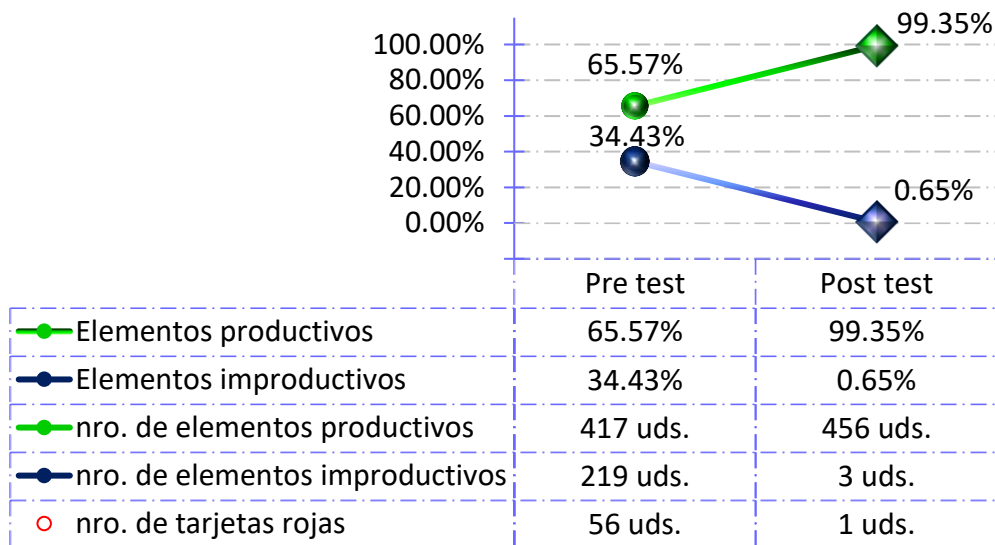 99.35%
100.00%
65.57%
80.00%
60.00%
34.43%
40.00%
20.00%
0.65%
0.00%
Pre test Post test
Elementos productivos 65.57% 99.35%
Elementos improductivos 34.43% 0.65%
nro. de elementos productivos 417 uds. 456 uds.
nro. de elementos improductivos 219 uds. 3 uds.
nro. de tarjetas rojas 56 uds. 1 uds.